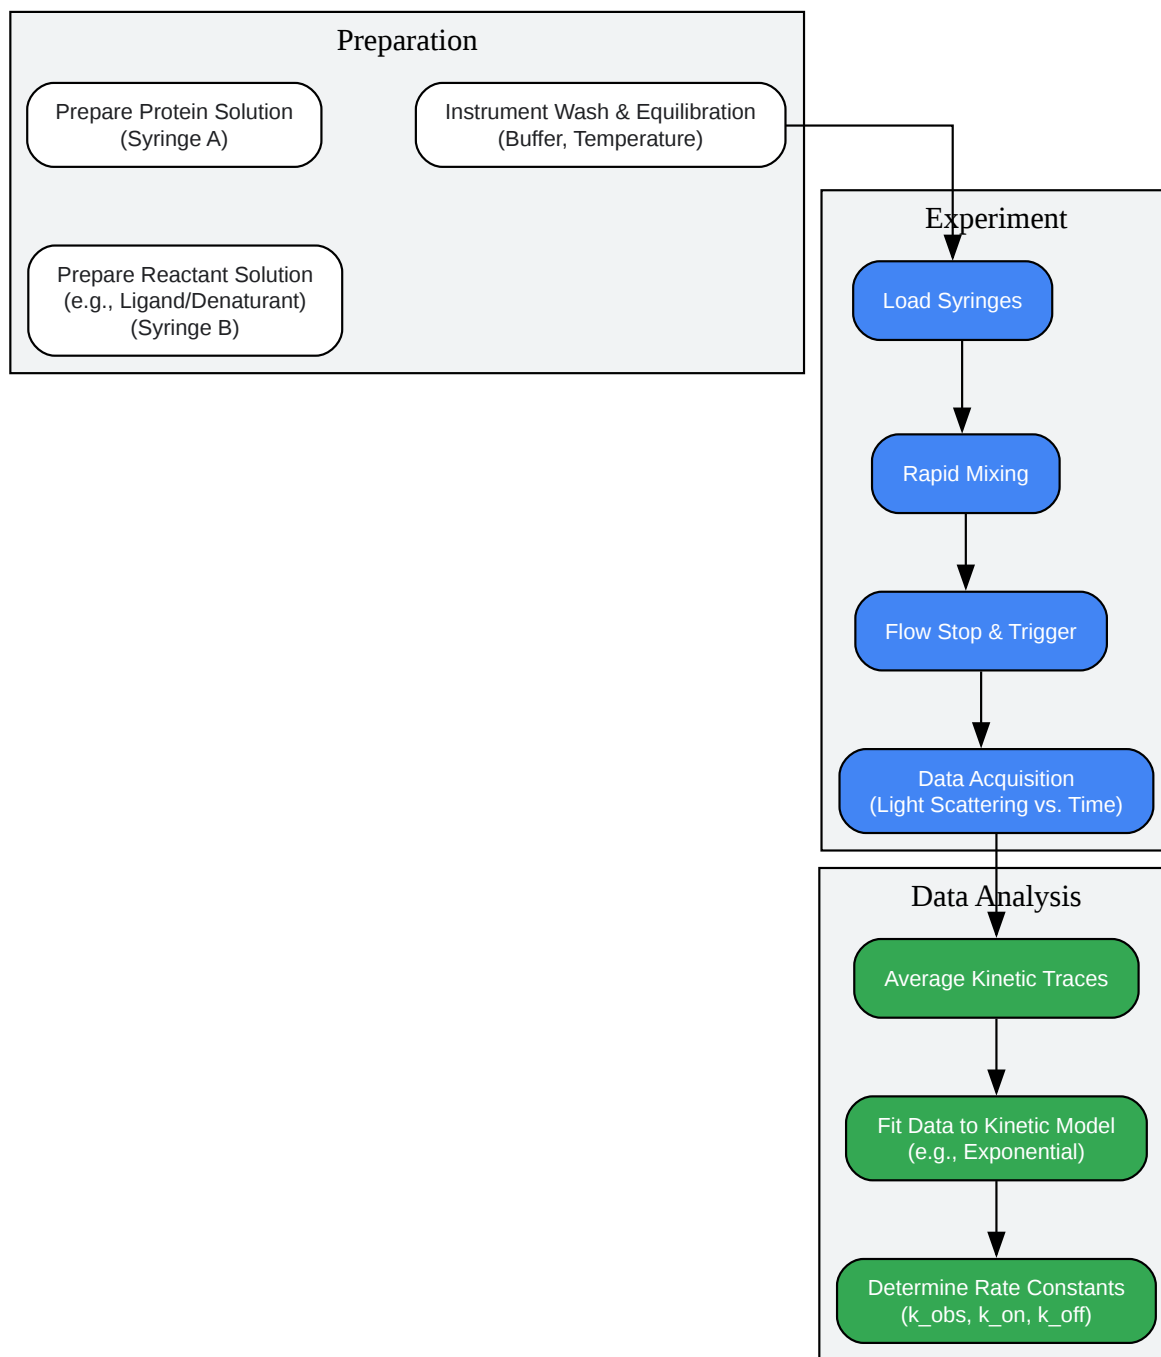 Preparation
Prepare Protein Solution
(Syringe A)
Instrument Wash & Equilibration
(Buffer, Temperature)
Prepare Reactant Solution
(e.g., Ligand/Denaturant)
(Syringe B)
Experiment
Load Syringes
Rapid Mixing
Flow Stop & Trigger
Data Acquisition
(Light Scattering vs. Time)
Data Analysis
Average Kinetic Traces
Fit Data to Kinetic Model
(e.g., Exponential)
Determine Rate Constants
(k_obs, k_on, k_off)